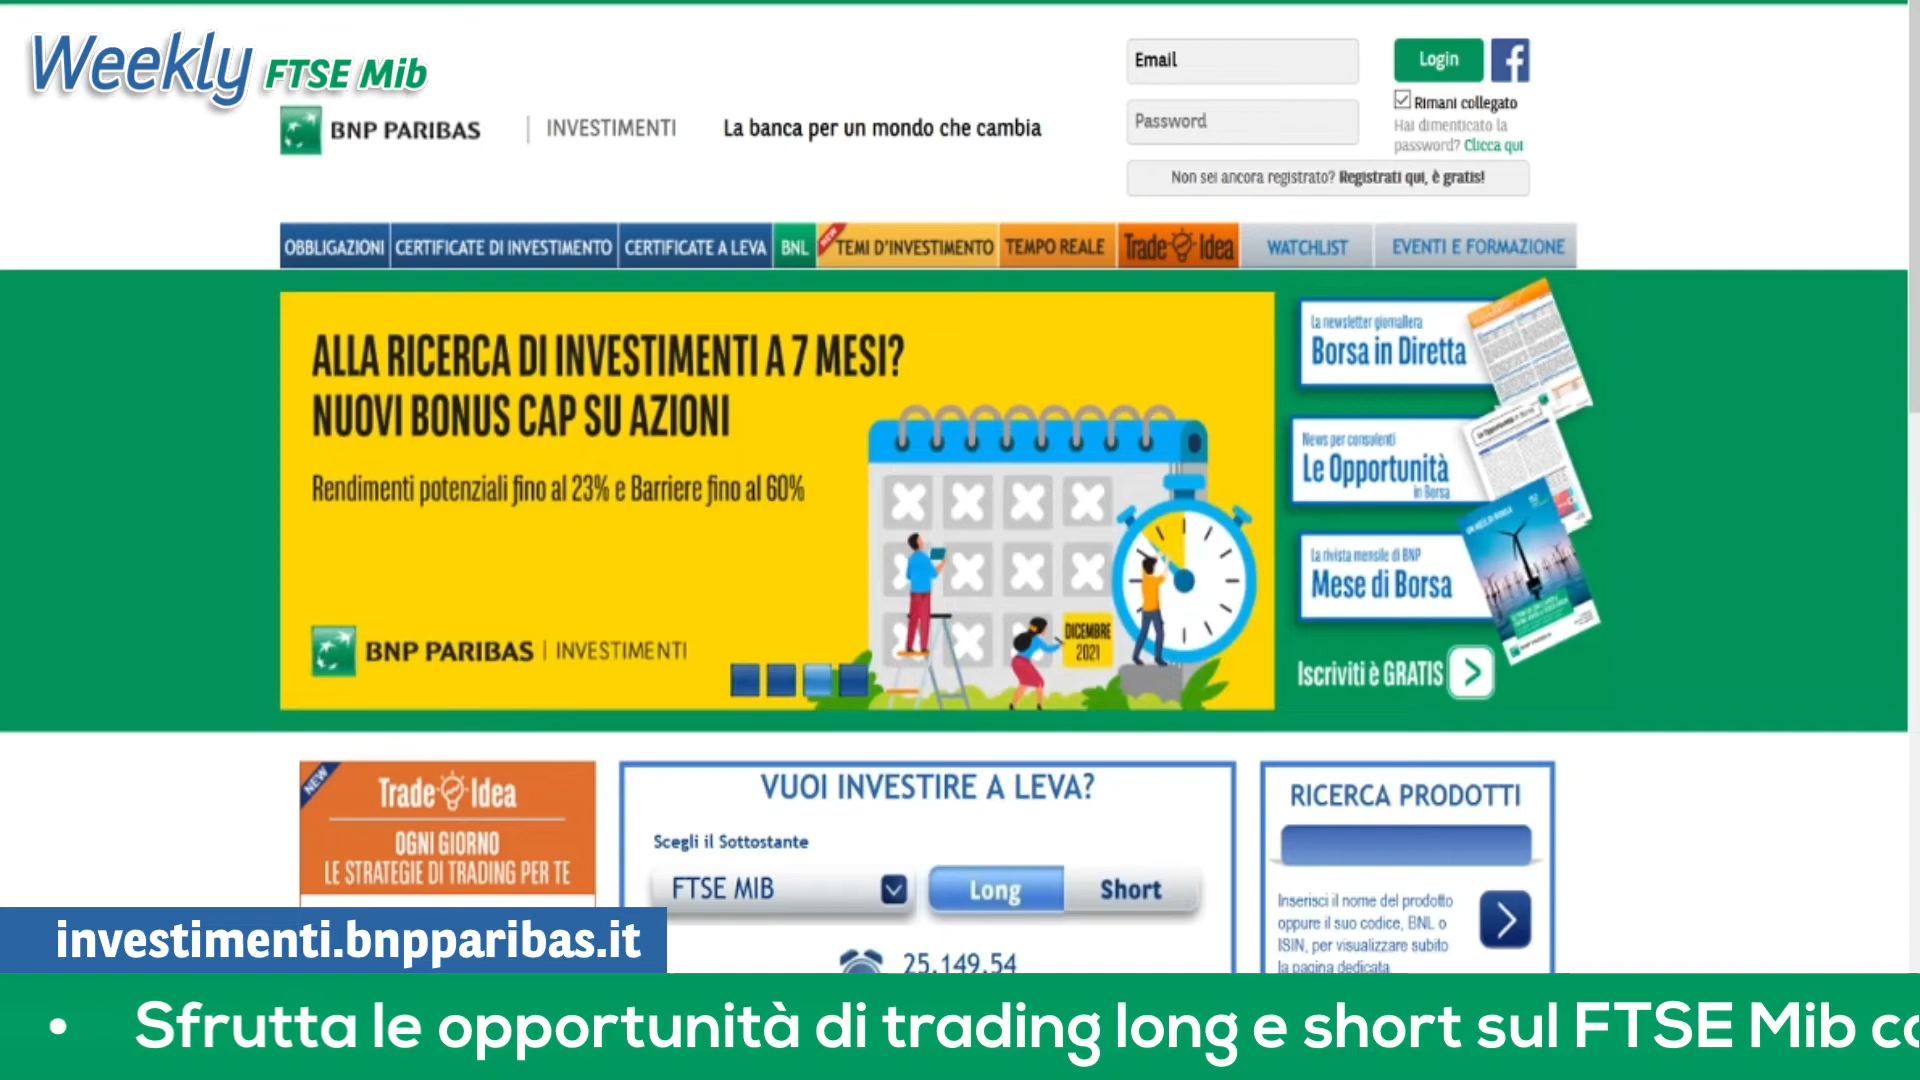 Weekly FTSE Mib
BNP PARIBAS | INVESTIMENTI
La banca per un mondo che cambia
Email
Password
Login
Rimani collegato
Hai dimenticato la
password? Clicca qui
Non sei ancora registrato? Registrati qui, è gratis!
OBBLIGAZIONI
CERTIFICATE DI INVESTIMENTO
CERTIFICATE A LEVA
BNL
NEW
TEMI D'INVESTIMENTO
TEMPO REALE
Trade Idea
WATCHLIST
EVENTI E FORMAZIONE
ALLA RICERCA DI INVESTIMENTI A 7 MESI?
NUOVI BONUS CAP SU AZIONI
Rendimenti potenziali fino al 23% e Barriere fino al 60%
DICEMBRE
2021
BNP PARIBAS | INVESTIMENTI
La newsletter giornaliera
Borsa in Diretta
News per consulenti
Le Opportunità
in Borsa
La rivista mensile di BNP
Mese di Borsa
Iscriviti è GRATIS
NEW
Trade Idea
OGNI GIORNO
LE STRATEGIE DI TRADING PER TE
VUOI INVESTIRE A LEVA?
Scegli il Sottostante
FTSE MIB
Long
Short
25.149,54
RICERCA PRODOTTI
Inserisci il nome del prodotto
oppure il suo codice, BNL o
ISIN, per visualizzare subito
la pagina dedicata
investimenti.bnpparibas.it
• Sfrutta le opportunità di trading long e short sul FTSE Mib co